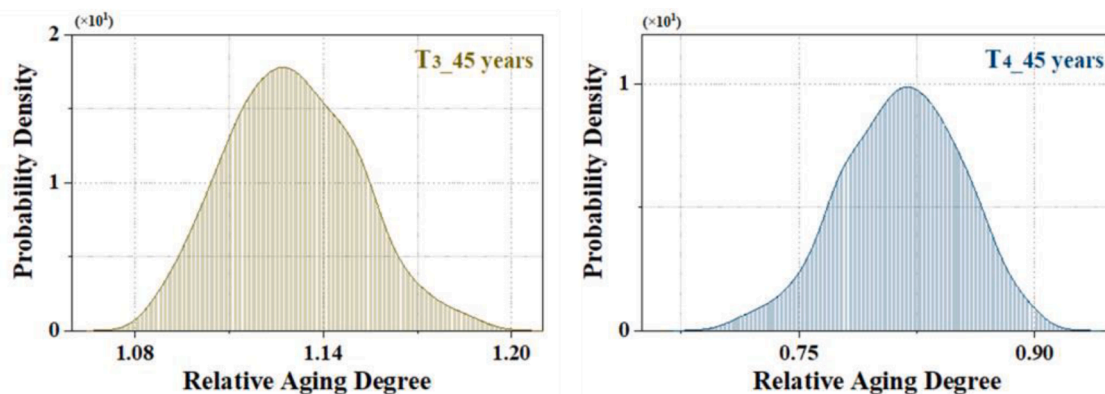 (×10¹)
2
1
0
T3_45 years
Probability Density
1.08 1.14 1.20
Relative Aging Degree
(×10¹)
1
0
T4_45 years
Probability Density
0.75 0.90
Relative Aging Degree